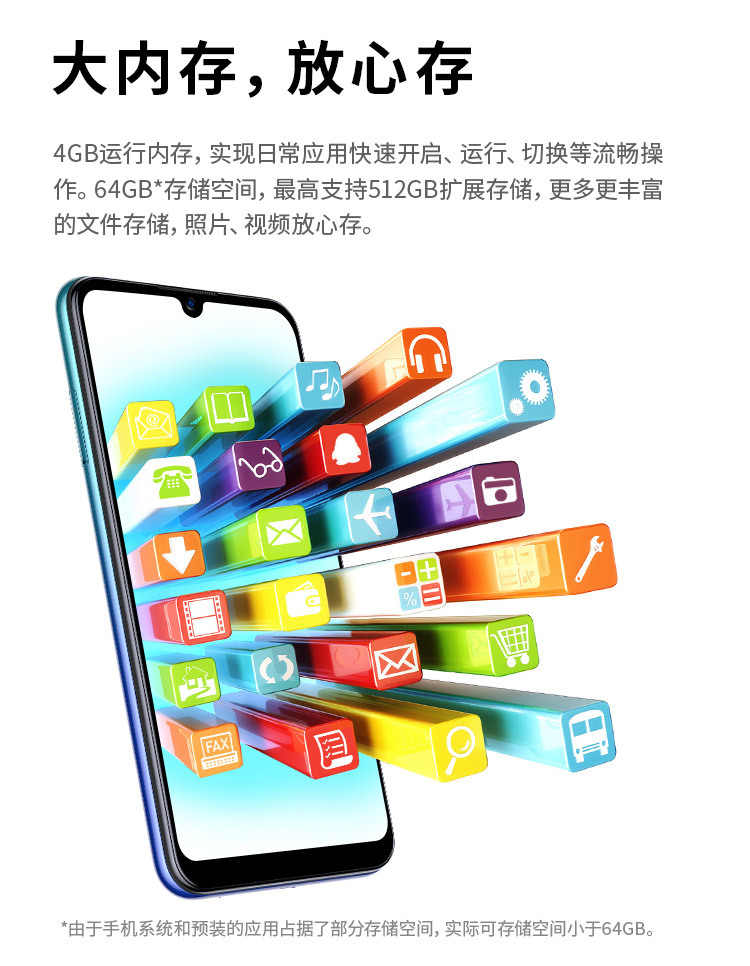 大内存，放心存
4GB运行内存，实现日常应用快速开启、运行、切换等流畅操
作。64GB*存储空间，最高支持512GB扩展存储，更多更丰富
的文件存储，照片、视频放心存。
@
%
FAX
*由于手机系统和预装的应用占据了部分存储空间，实际可存储空间小于64GB。